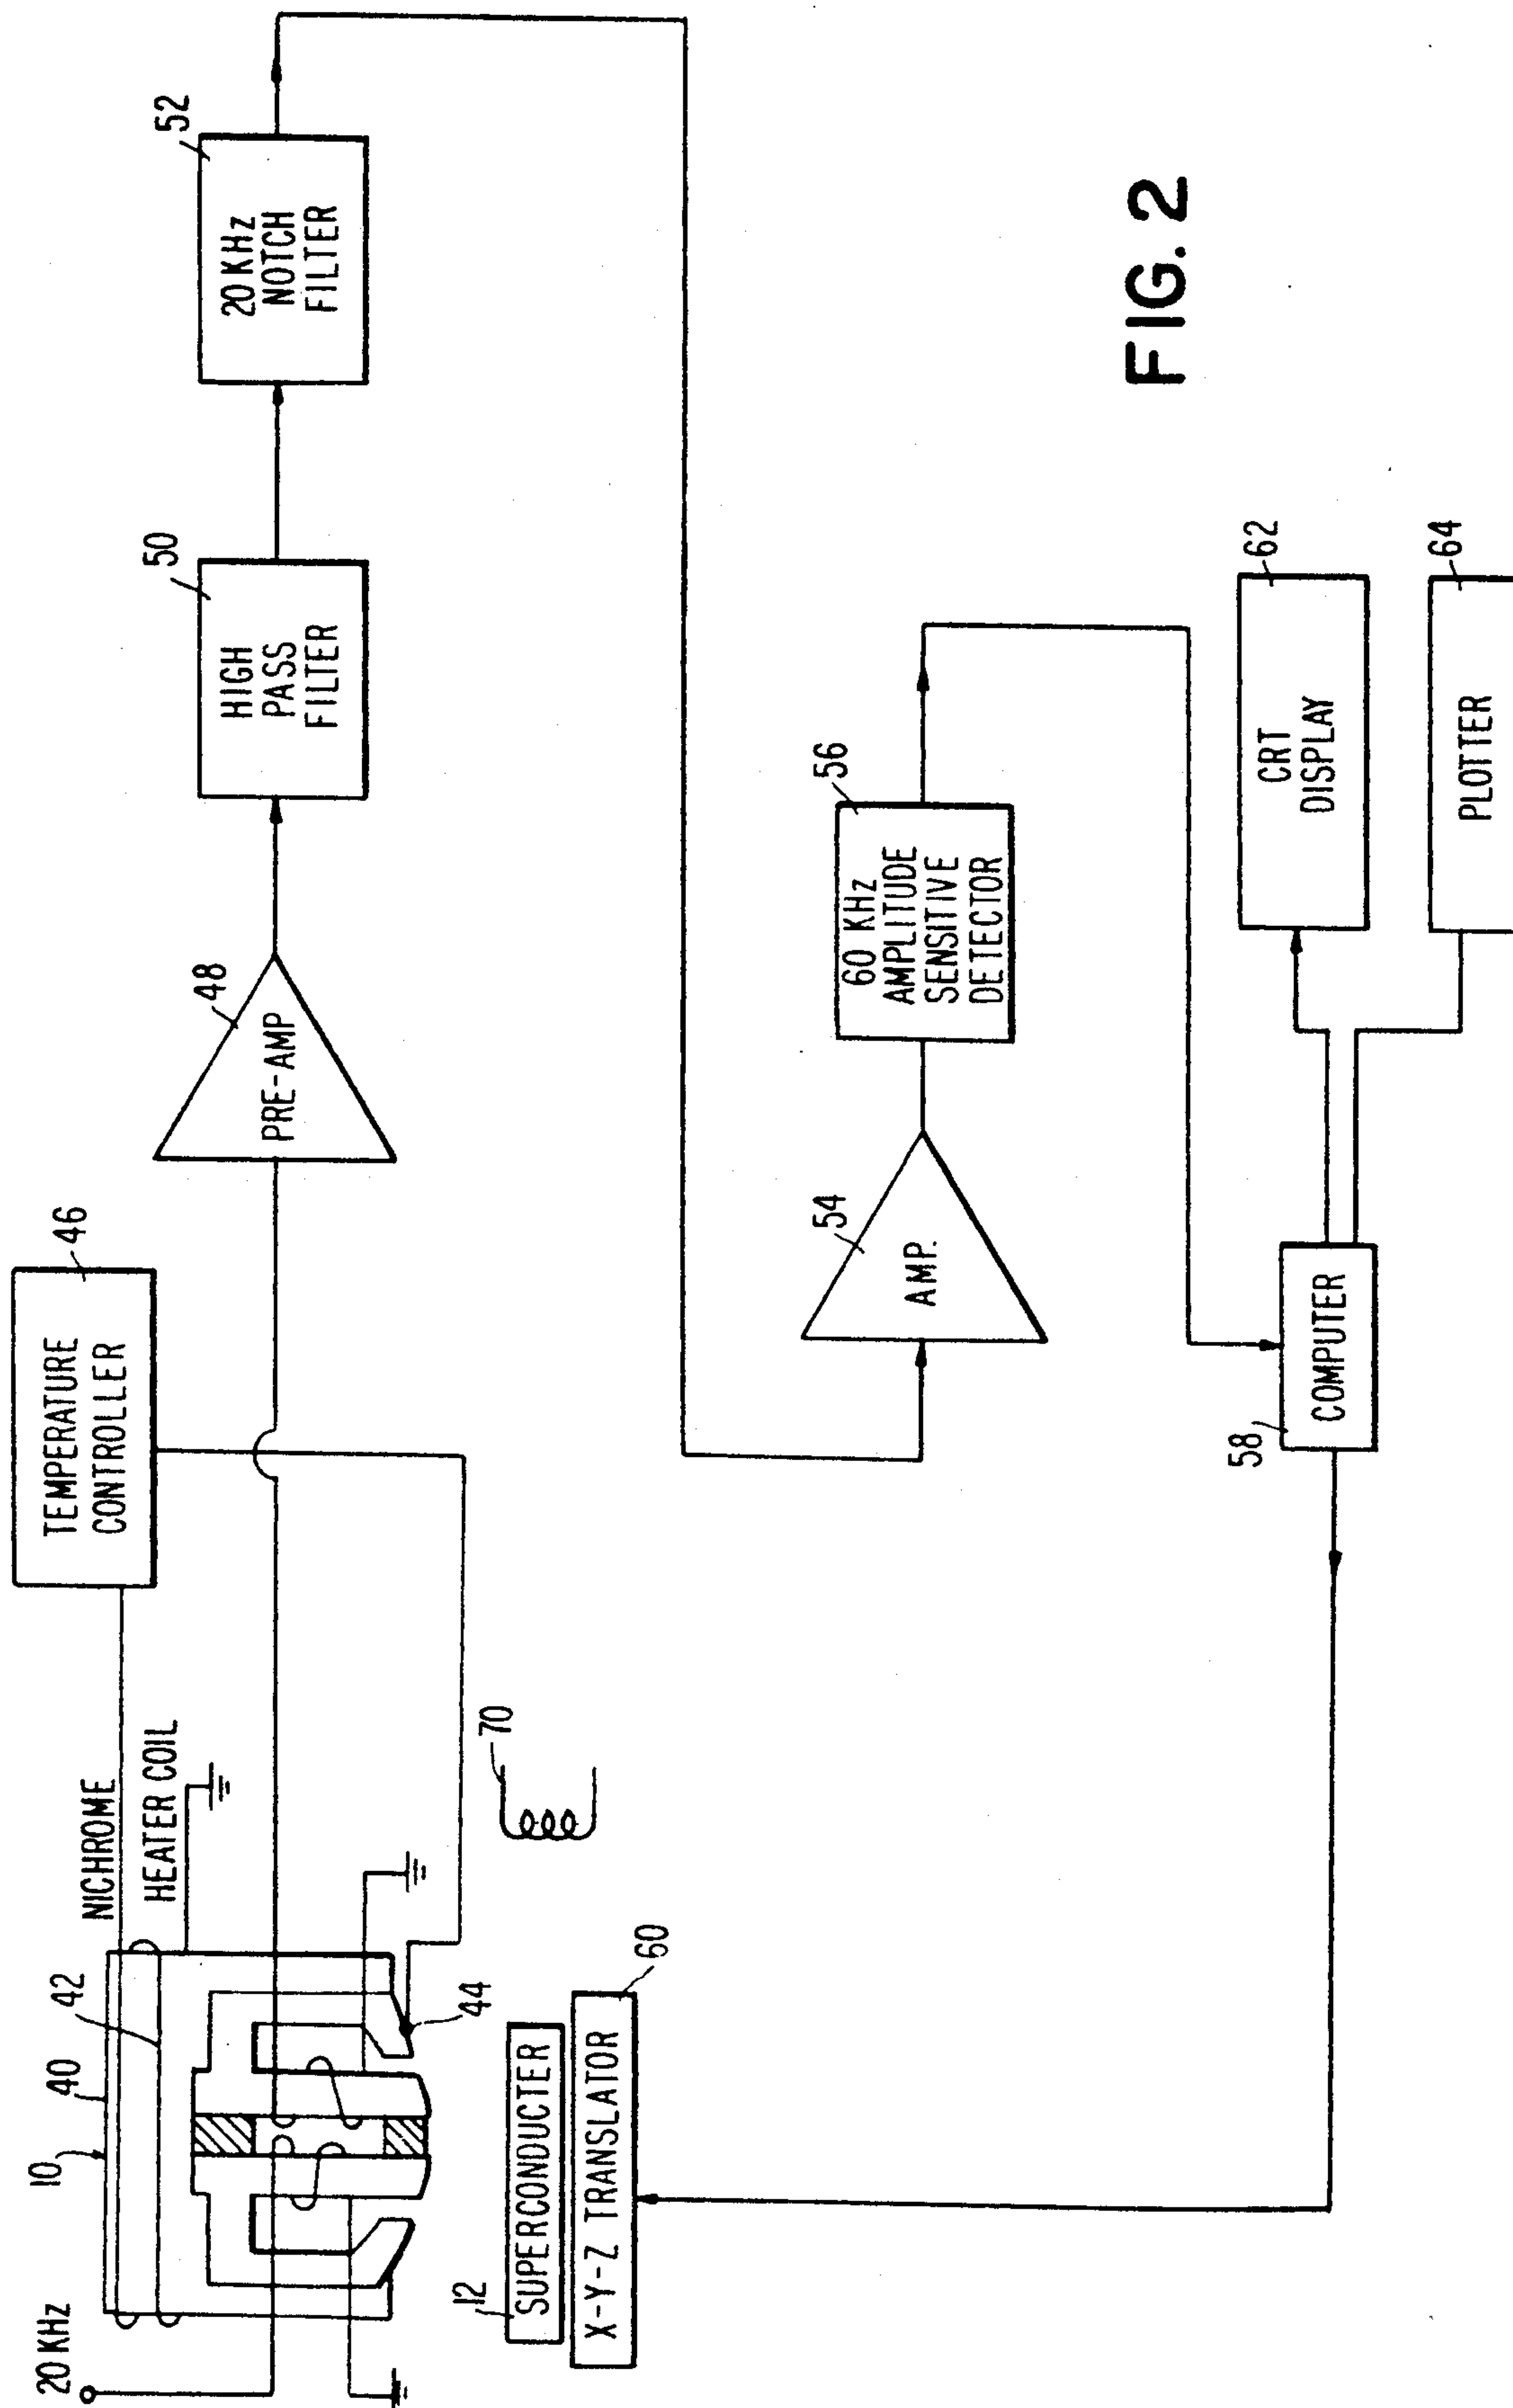 20 KHz
10
40
42
NICHROME
HEATER COIL
44
TEMPERATURE
CONTROLLER
46
PRE-AMP
48
HIGH
PASS
FILTER
50
20 KHz
NOTCH
FILTER
52
12
SUPERCONDUCTER
X-Y-Z TRANSLATOR
60
70
AMP.
54
60 KHz
AMPLITUDE
SENSITIVE
DETECTOR
56
58
COMPUTER
CRT
DISPLAY
62
PLOTTER
64
FIG. 2